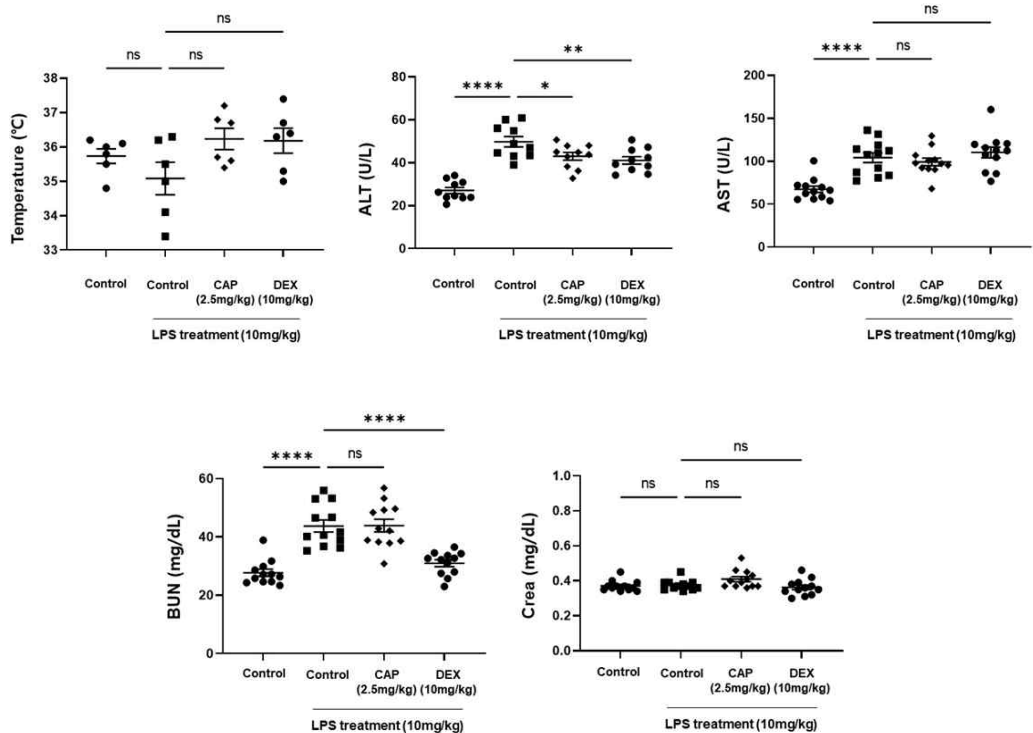 ns
ns ns
Temperature (℃)
38
37
36
35
34
33
Control
Control
CAP
(2.5mg/kg)
DEX
(10mg/kg)
LPS treatment (10mg/kg)
**
**** *
ALT (U/L)
80
60
40
20
0
Control
Control
CAP
(2.5mg/kg)
DEX
(10mg/kg)
LPS treatment (10mg/kg)
ns
**** ns
AST (U/L)
200
150
100
50
0
Control
Control
CAP
(2.5mg/kg)
DEX
(10mg/kg)
LPS treatment (10mg/kg)
****
**** ns
BUN (mg/dL)
60
40
20
0
Control
Control
CAP
(2.5mg/kg)
DEX
(10mg/kg)
LPS treatment (10mg/kg)
ns
ns ns
Crea (mg/dL)
1.0
0.8
0.6
0.4
0.2
0.0
Control
Control
CAP
(2.5mg/kg)
DEX
(10mg/kg)
LPS treatment (10mg/kg)